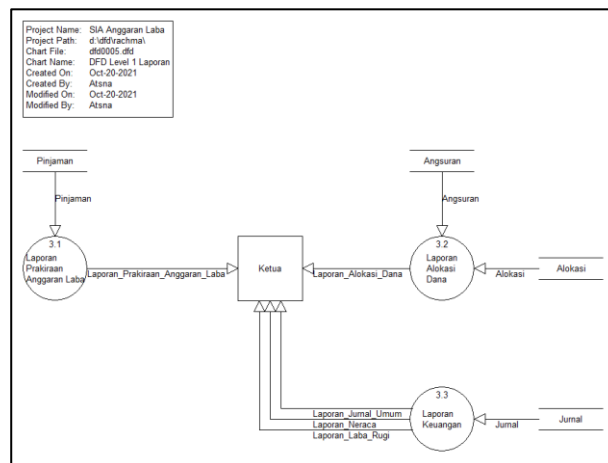 Project Name: SIA Anggaran Laba
Project Path: d:\dfd\rachma\
Chart File: dfd0005.dfd
Chart Name: DFD Level 1 Laporan
Created On: Oct-20-2021
Created By: Atsna
Modified On: Oct-20-2021
Modified By: Atsna
Pinjaman
Angsuran
Pinjaman
Angsuran
3.1
Laporan
Prakiraan
Anggaran Laba
Laporan_Prakiraan_Anggaran_Laba
Ketua
Laporan_Alokasi_Dana
3.2
Laporan
Alokasi
Dana
Alokasi
Alokasi
Laporan_Jurnal_Umum
Laporan_Neraca
Laporan_Laba_Rugi
3.3
Laporan
Keuangan
Jurnal
Jurnal